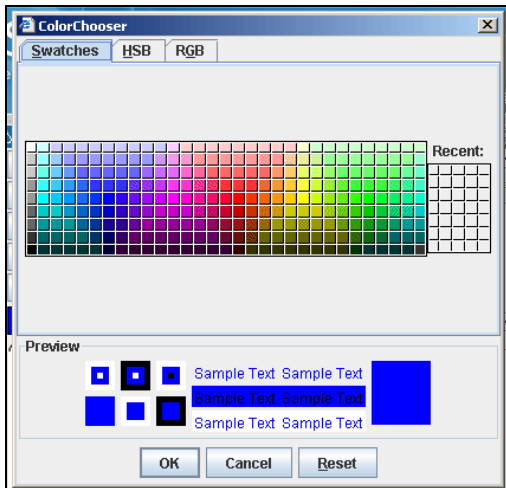 ColorChooser
Swatches HSB RGB
Recent:
Preview
Sample Text Sample Text
Sample Text Sample Text
Sample Text Sample Text
OK Cancel Reset